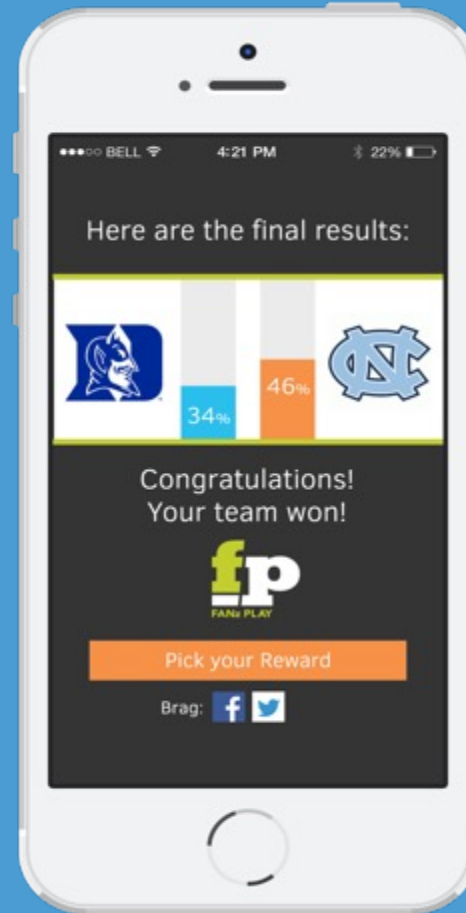 BELL 4:21 PM 22%
Here are the final results:
D 34% 46% NC
Congratulations!
Your team won!
fp
FANz PLAY
Pick your Reward
Brag: f